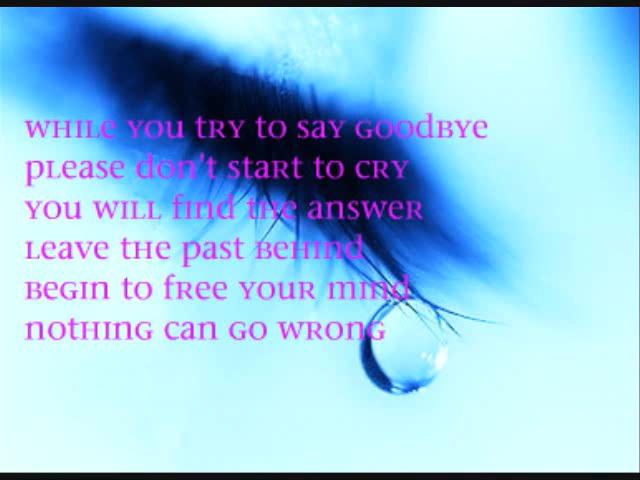 While you try to say goodbye
please don't start to cry
you will find the answer
Leave the past behind
Begin to free your mind
nothing can go wrong